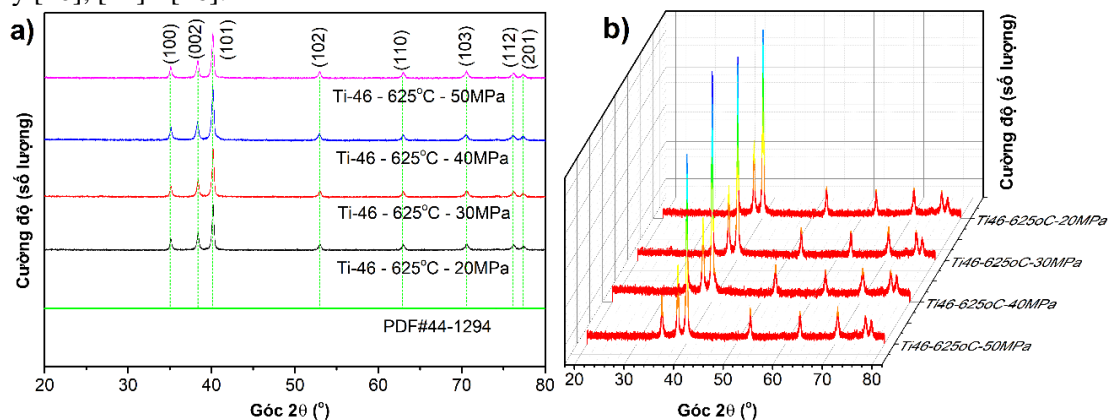 a)
(100)
(002)
(101)
(102)
(110)
(103)
(112)
(201)
Ti-46 - 625°C - 50MPa
Ti-46 - 625°C - 40MPa
Ti-46 - 625°C - 30MPa
Ti-46 - 625°C - 20MPa
PDF#44-1294
Cường độ (số lượng)
20 30 40 50 60 70 80
Góc 2θ (°)
b)
Cường độ (số lượng)
Ti46-625oC-20MPa
Ti46-625oC-30MPa
Ti46-625oC-40MPa
Ti46-625oC-50MPa
20 30 40 50 60 70 80
Góc 2θ (°)